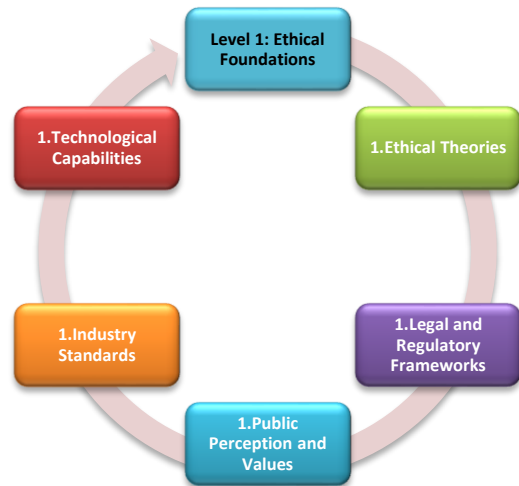 Level 1: Ethical
Foundations
1.Ethical Theories
1.Legal and
Regulatory
Frameworks
1.Public
Perception and
Values
1.Industry
Standards
1.Technological
Capabilities